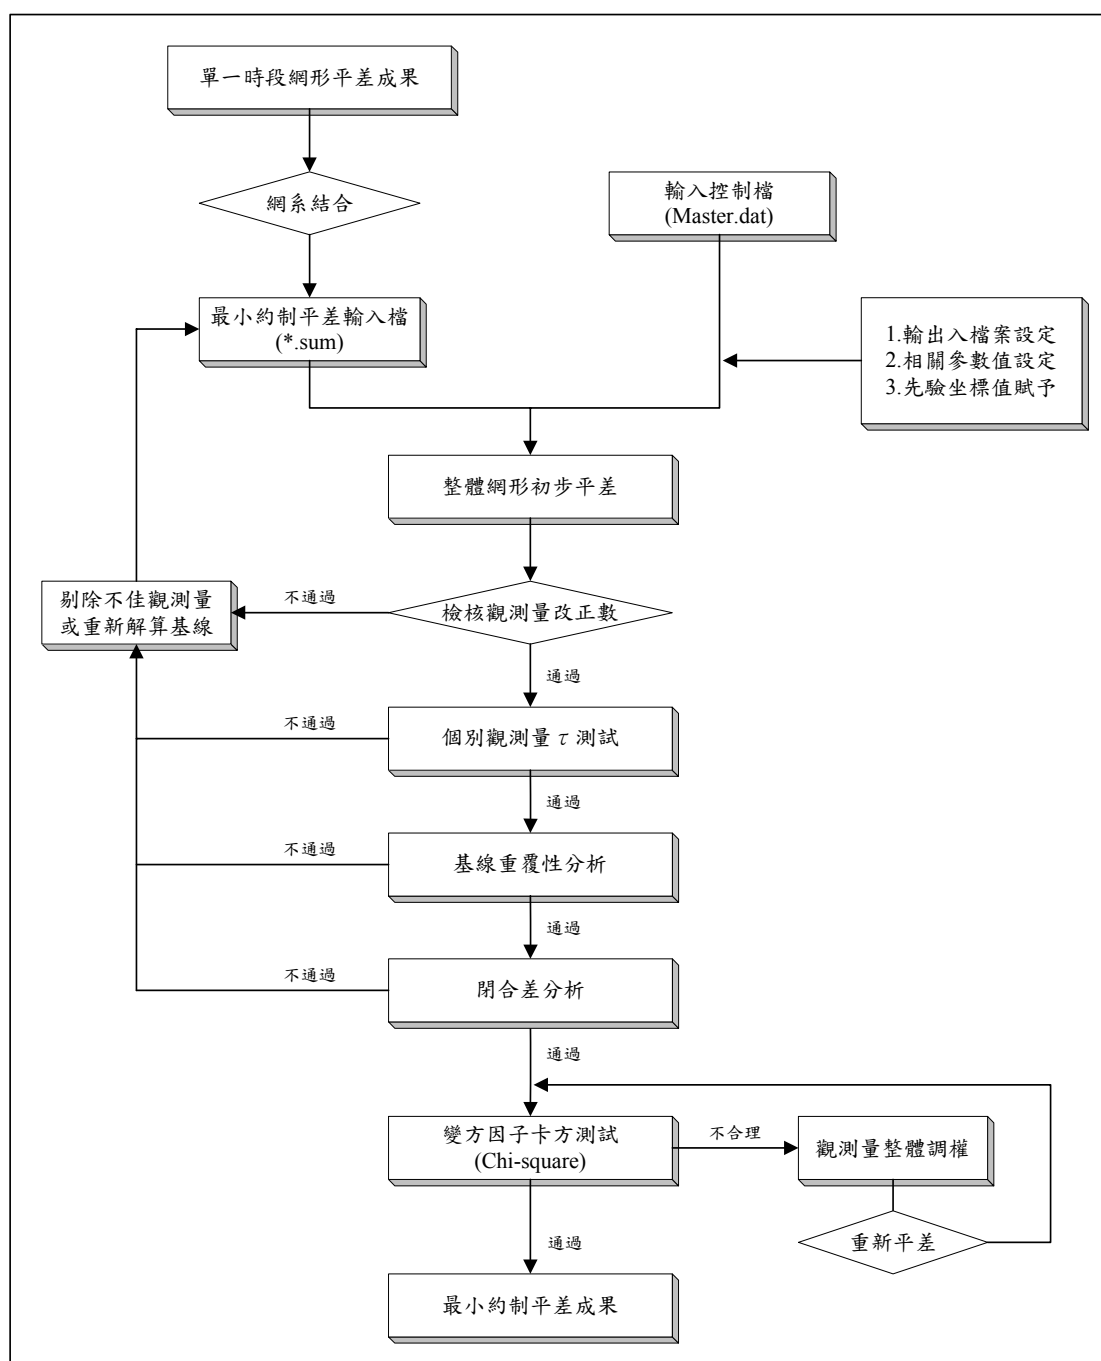 單一時段網形平差成果
網系結合
輸入控制檔
(Master.dat)
最小約制平差輸入檔
(*.sum)
1.輸出入檔案設定
2.相關參數值設定
3.先驗坐標值賦予
整體網形初步平差
剔除不佳觀測量
或重新解算基線
不通過
檢核觀測量改正數
通過
不通過
個別觀測量τ測試
通過
不通過
基線重覆性分析
通過
不通過
閉合差分析
通過
變方因子卡方測試
(Chi-square)
不合理
觀測量整體調權
重新平差
通過
最小約制平差成果